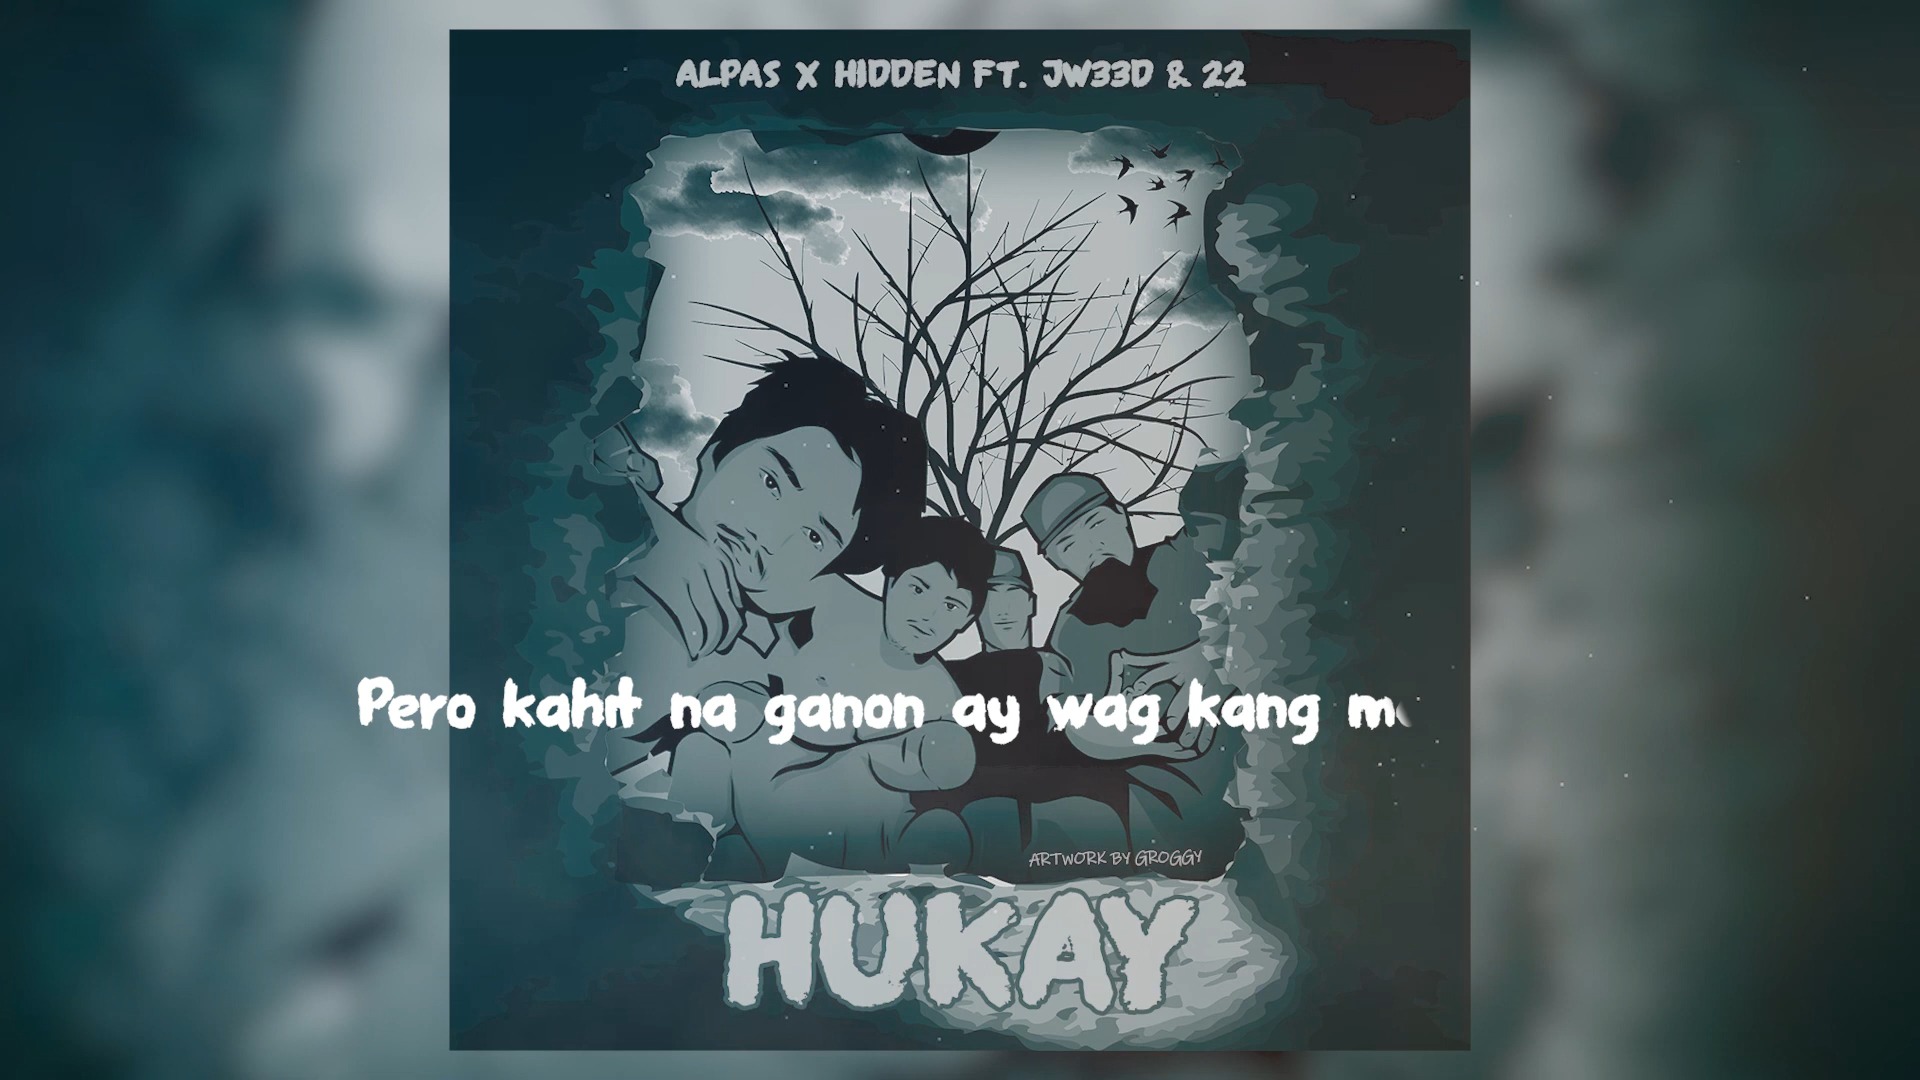 ALPAS X HIDDEN FT. JW33D & 22
Pero kahit na ganon ay wag kang
ARTWORK BY GROGGY
HUKAY